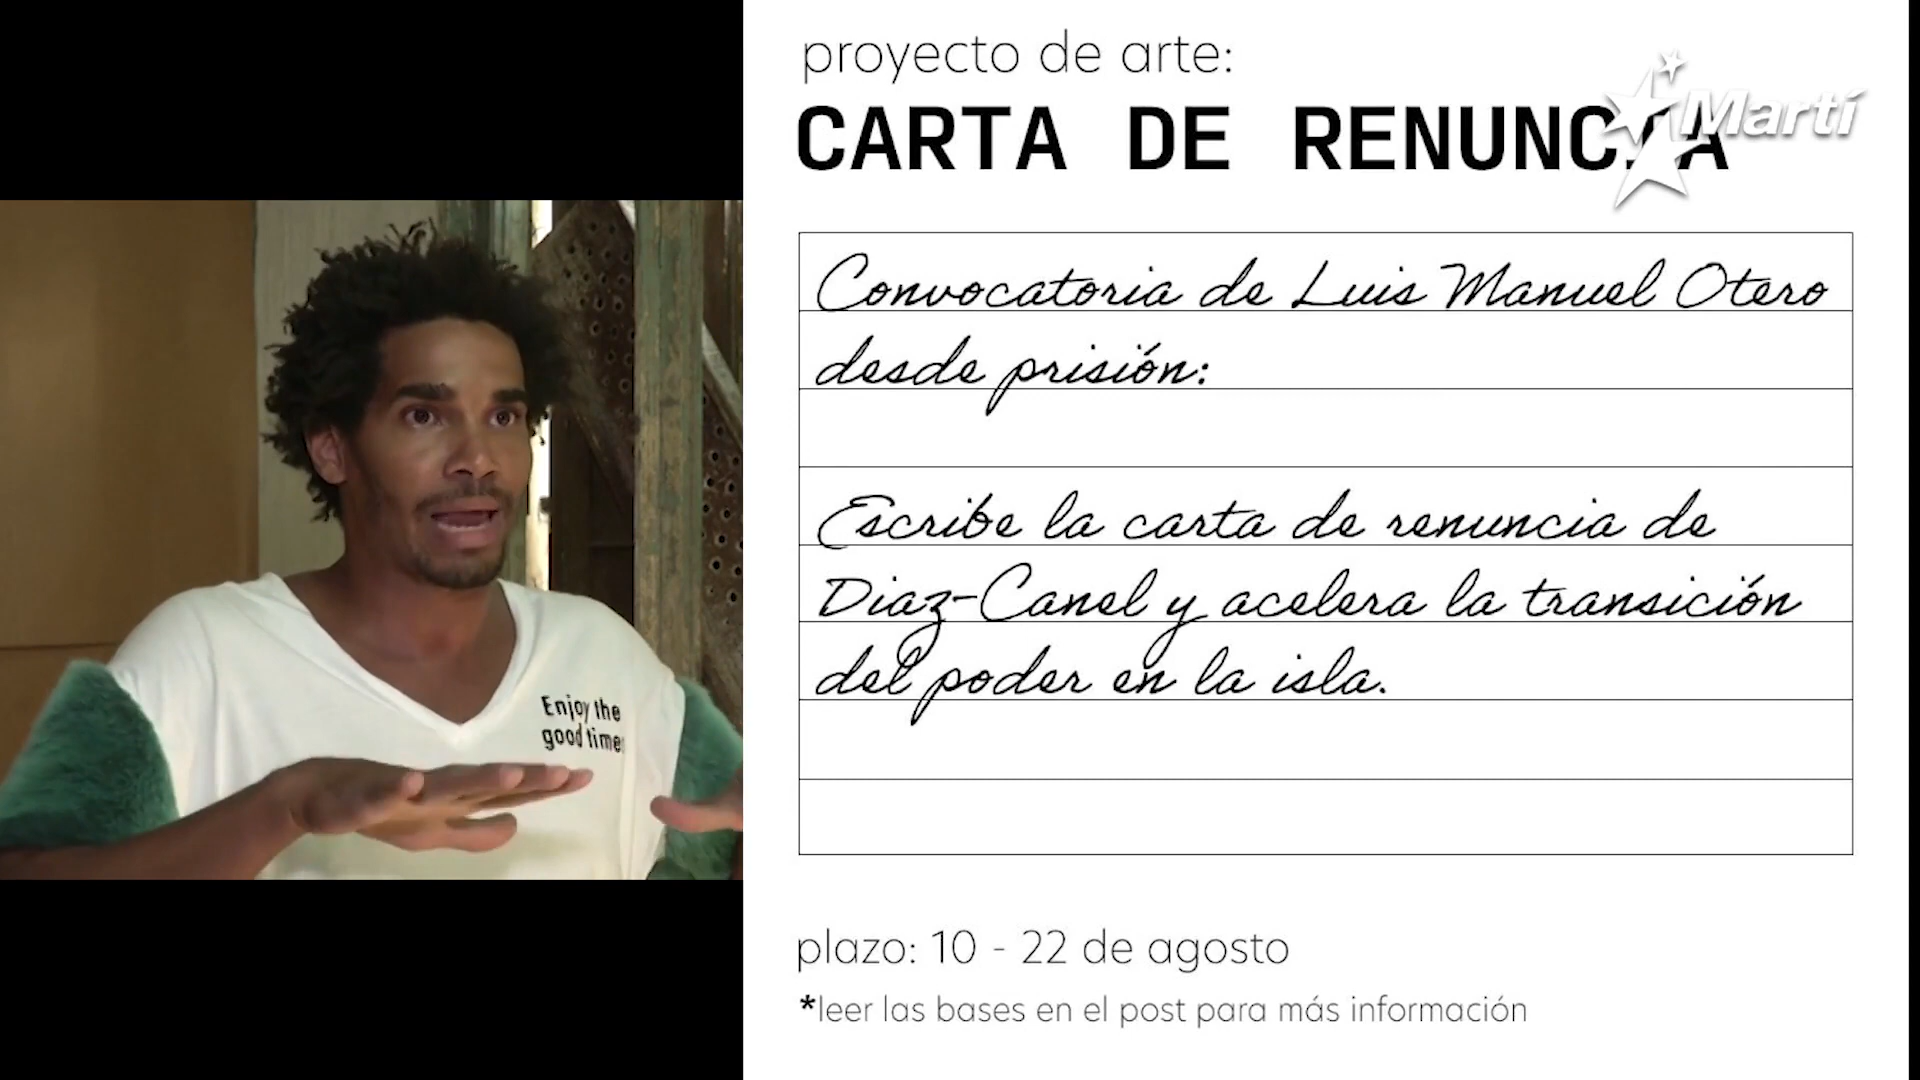 proyecto de arte:
CARTA DE RENUNCIA
Martí
Convocatoria de Luis Manuel Otero
desde prisión:
Escribe la carta de renuncia de
Diaz-Canel y acelera la transición
del poder en la isla.
Enjoy the
good times
plazo: 10 - 22 de agosto
*leer las bases en el post para más información